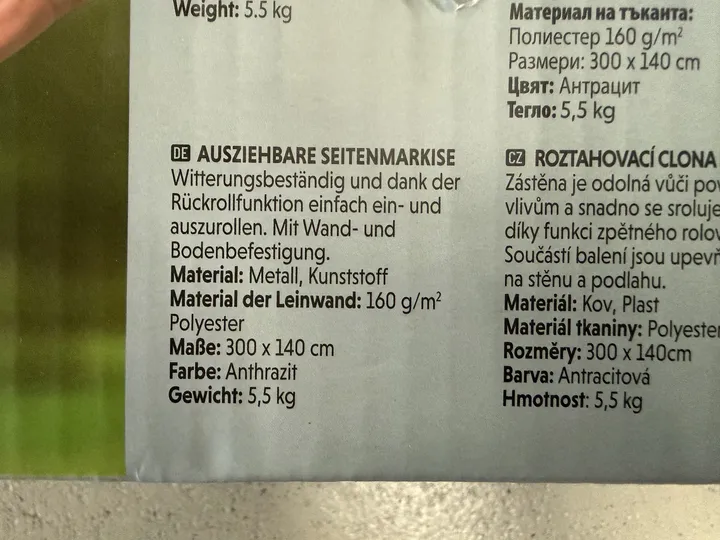 Weight: 5.5 kg
Материал на тъканта:
Полиестер 160 g/m²
Размери: 300 x 140 cm
Цвят: Антрацит
Тегло: 5,5 kg
DE AUSZIEHBARE SEITENMARKISE
Witterungsbeständig und dank der
Rückrollfunktion einfach ein- und
auszurollen. Mit Wand- und
Bodenbefestigung.
Material: Metall, Kunststoff
Material der Leinwand: 160 g/m²
Polyester
Maße: 300 x 140 cm
Farbe: Anthrazit
Gewicht: 5,5 kg
CZ ROZTAHOVACÍ CLONA
Zástěna je odolná vůči
vlivům a snadno se
díky funkci zpětného
Součástí balení jsou
na stěnu a podlahu.
Materiál: Kov, Plast
Materiál tkaniny: Polyester
Rozměry: 300 x 140cm
Barva: Antracitová
Hmotnost: 5,5 kg